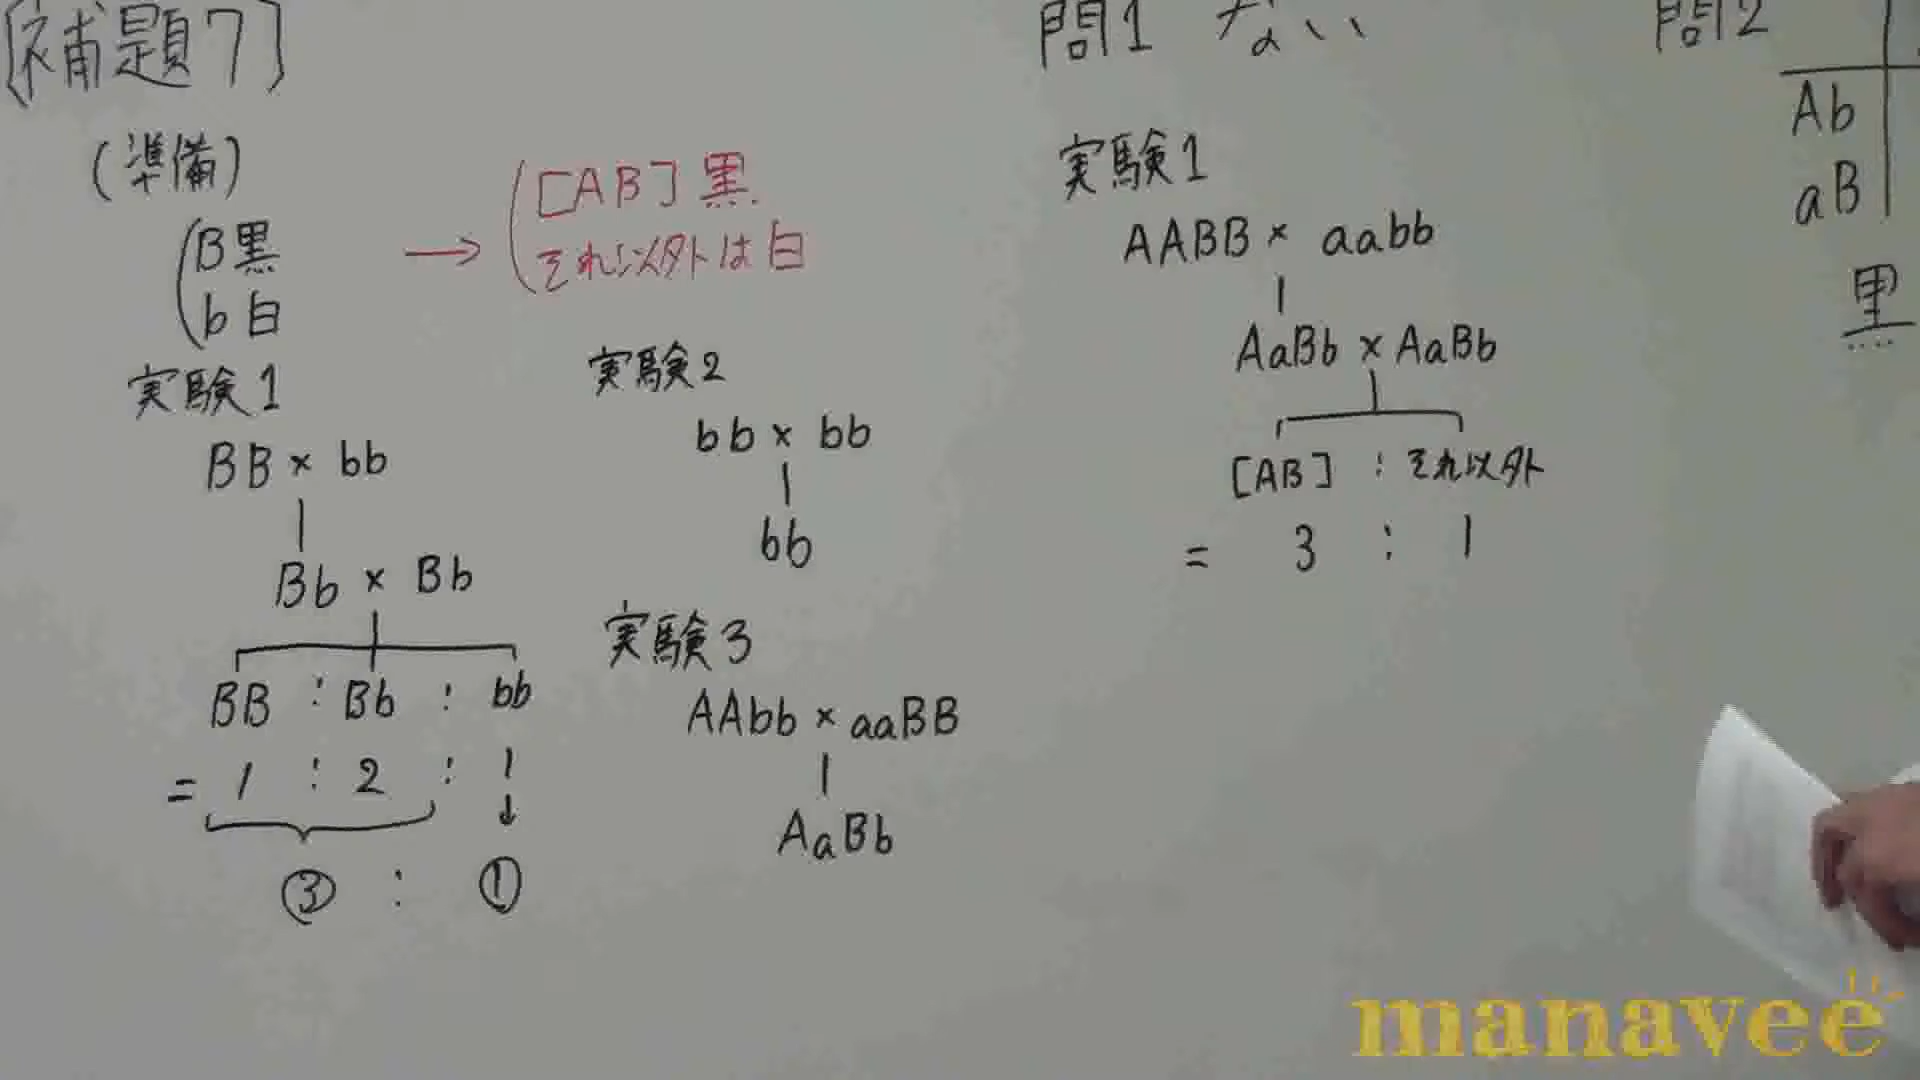 [補題7]
(準備)
B黒
b白
→ [AB]黒
それ以外は白
実験1
BB × bb
Bb × Bb
BB : Bb : bb
= 1 : 2 : 1
↓
③ : ①
実験2
bb × bb
bb
実験3
AAbb × aaBB
AaBb
問1 ない
実験1
AABB × aabb
AaBb × AaBb
[AB] : それ以外
= 3 : 1
問2
Ab
aB
黒
manavee